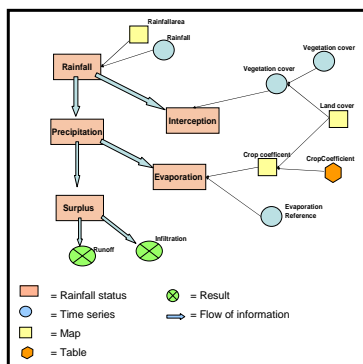 Rainfallarea
Rainfall
Vegetation cover
Rainfall
Vegetation cover
Interception
Land cover
Precipitation
Crop coefficent
CropCoefficient
Evaporation
Surplus
Evaporation
Reference
Infiltration
Runoff
= Rainfall status
= Result
= Time series
= Flow of information
= Map
= Table